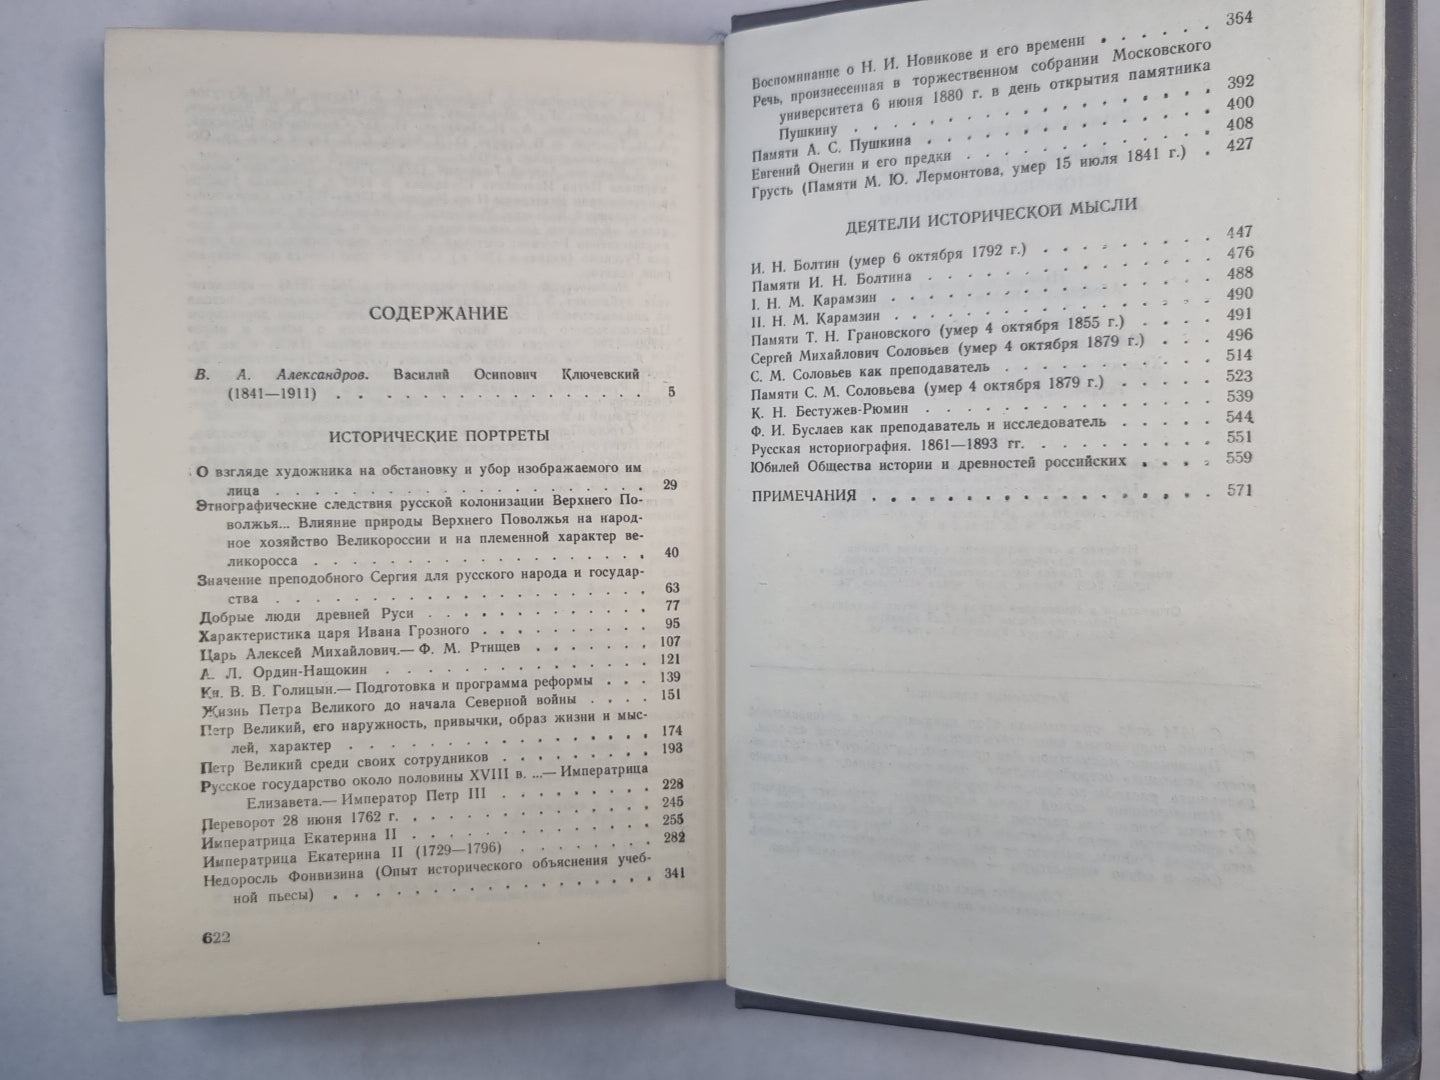 СОДЕРЖАНИЕ
В. А. Александров. Василий Осипович Ключевский
(1841—1911) . . . . . . . . . . . . . . . . 5
ИСТОРИЧЕСКИЕ ПОРТРЕТЫ
О взгляде художника на обстановку и убор изображаемого им
лица . . . . . . . . . . . . . . . . . . 29
Этнографические следствия русской колонизации Верхнего По-
волжья... Влияние природы Верхнего Поволжья на народ-
ное хозяйство Великороссии и на племенной характер ве-
ликоросса . . . . . . . . . . . . . . . . 40
Значение преподобного Сергия для русского народа и государ-
ства . . . . . . . . . . . . . . . . . . 63
Добрые люди древней Руси . . . . . . . . . . . 77
Характеристика царя Ивана Грозного . . . . . . . . 95
Царь Алексей Михайлович.— Ф. М. Ртищев . . . . . . 107
А. Л. Ордин-Нащокин . . . . . . . . . . . . . 121
Кн. В. В. Голицын.— Подготовка и программа реформы . . . 139
Жизнь Петра Великого до начала Северной войны . . . . 151
Петр Великий, его наружность, привычки, образ жизни и мыс-
лей, характер . . . . . . . . . . . . . . 174
Петр Великий среди своих сотрудников . . . . . . . 193
Русское государство около половины XVIII в. ...— Императрица
Елизавета.— Император Петр III . . . . . . . . 228
Переворот 28 июня 1762 г. . . . . . . . . . . . 245
Императрица Екатерина II . . . . . . . . . . . 255
Императрица Екатерина II (1729—1796) . . . . . . . 282
Недоросль Фонвизина (Опыт исторического объяснения учеб-
ной пьесы) . . . . . . . . . . . . . . . 341
622
Воспоминание о Н. И. Новикове и его времени . . . . . . 364
Речь, произнесенная в торжественном собрании Московского
университета 6 июня 1880 г. в день открытия памятника
Пушкину . . . . . . . . . . . . . . . . 392
Памяти А. С. Пушкина . . . . . . . . . . . . . 400
Евгений Онегин и его предки . . . . . . . . . . . 408
Грусть (Памяти М. Ю. Лермонтова, умер 15 июля 1841 г.) . 427
ДЕЯТЕЛИ ИСТОРИЧЕСКОЙ МЫСЛИ
И. Н. Болтин (умер 6 октября 1792 г.) . . . . . . . . 447
Памяти И. Н. Болтина . . . . . . . . . . . . . 476
I. Н. М. Карамзин . . . . . . . . . . . . . . 488
II. Н. М. Карамзин . . . . . . . . . . . . . . 490
Памяти Т. Н. Грановского (умер 4 октября 1855 г.) . . . . 491
Сергей Михайлович Соловьев (умер 4 октября 1879 г.) . . . 496
С. М. Соловьев как преподаватель . . . . . . . . . 514
Памяти С. М. Соловьева (умер 4 октября 1879 г.) . . . . . 523
К. Н. Бестужев-Рюмин . . . . . . . . . . . . . 539
Ф. И. Буслаев как преподаватель и исследователь . . . . . 544
Русская историография. 1861—1893 гг. . . . . . . . . 551
Юбилей Общества истории и древностей российских . . . . 559
ПРИМЕЧАНИЯ . . . . . . . . . . . . . . . . 571